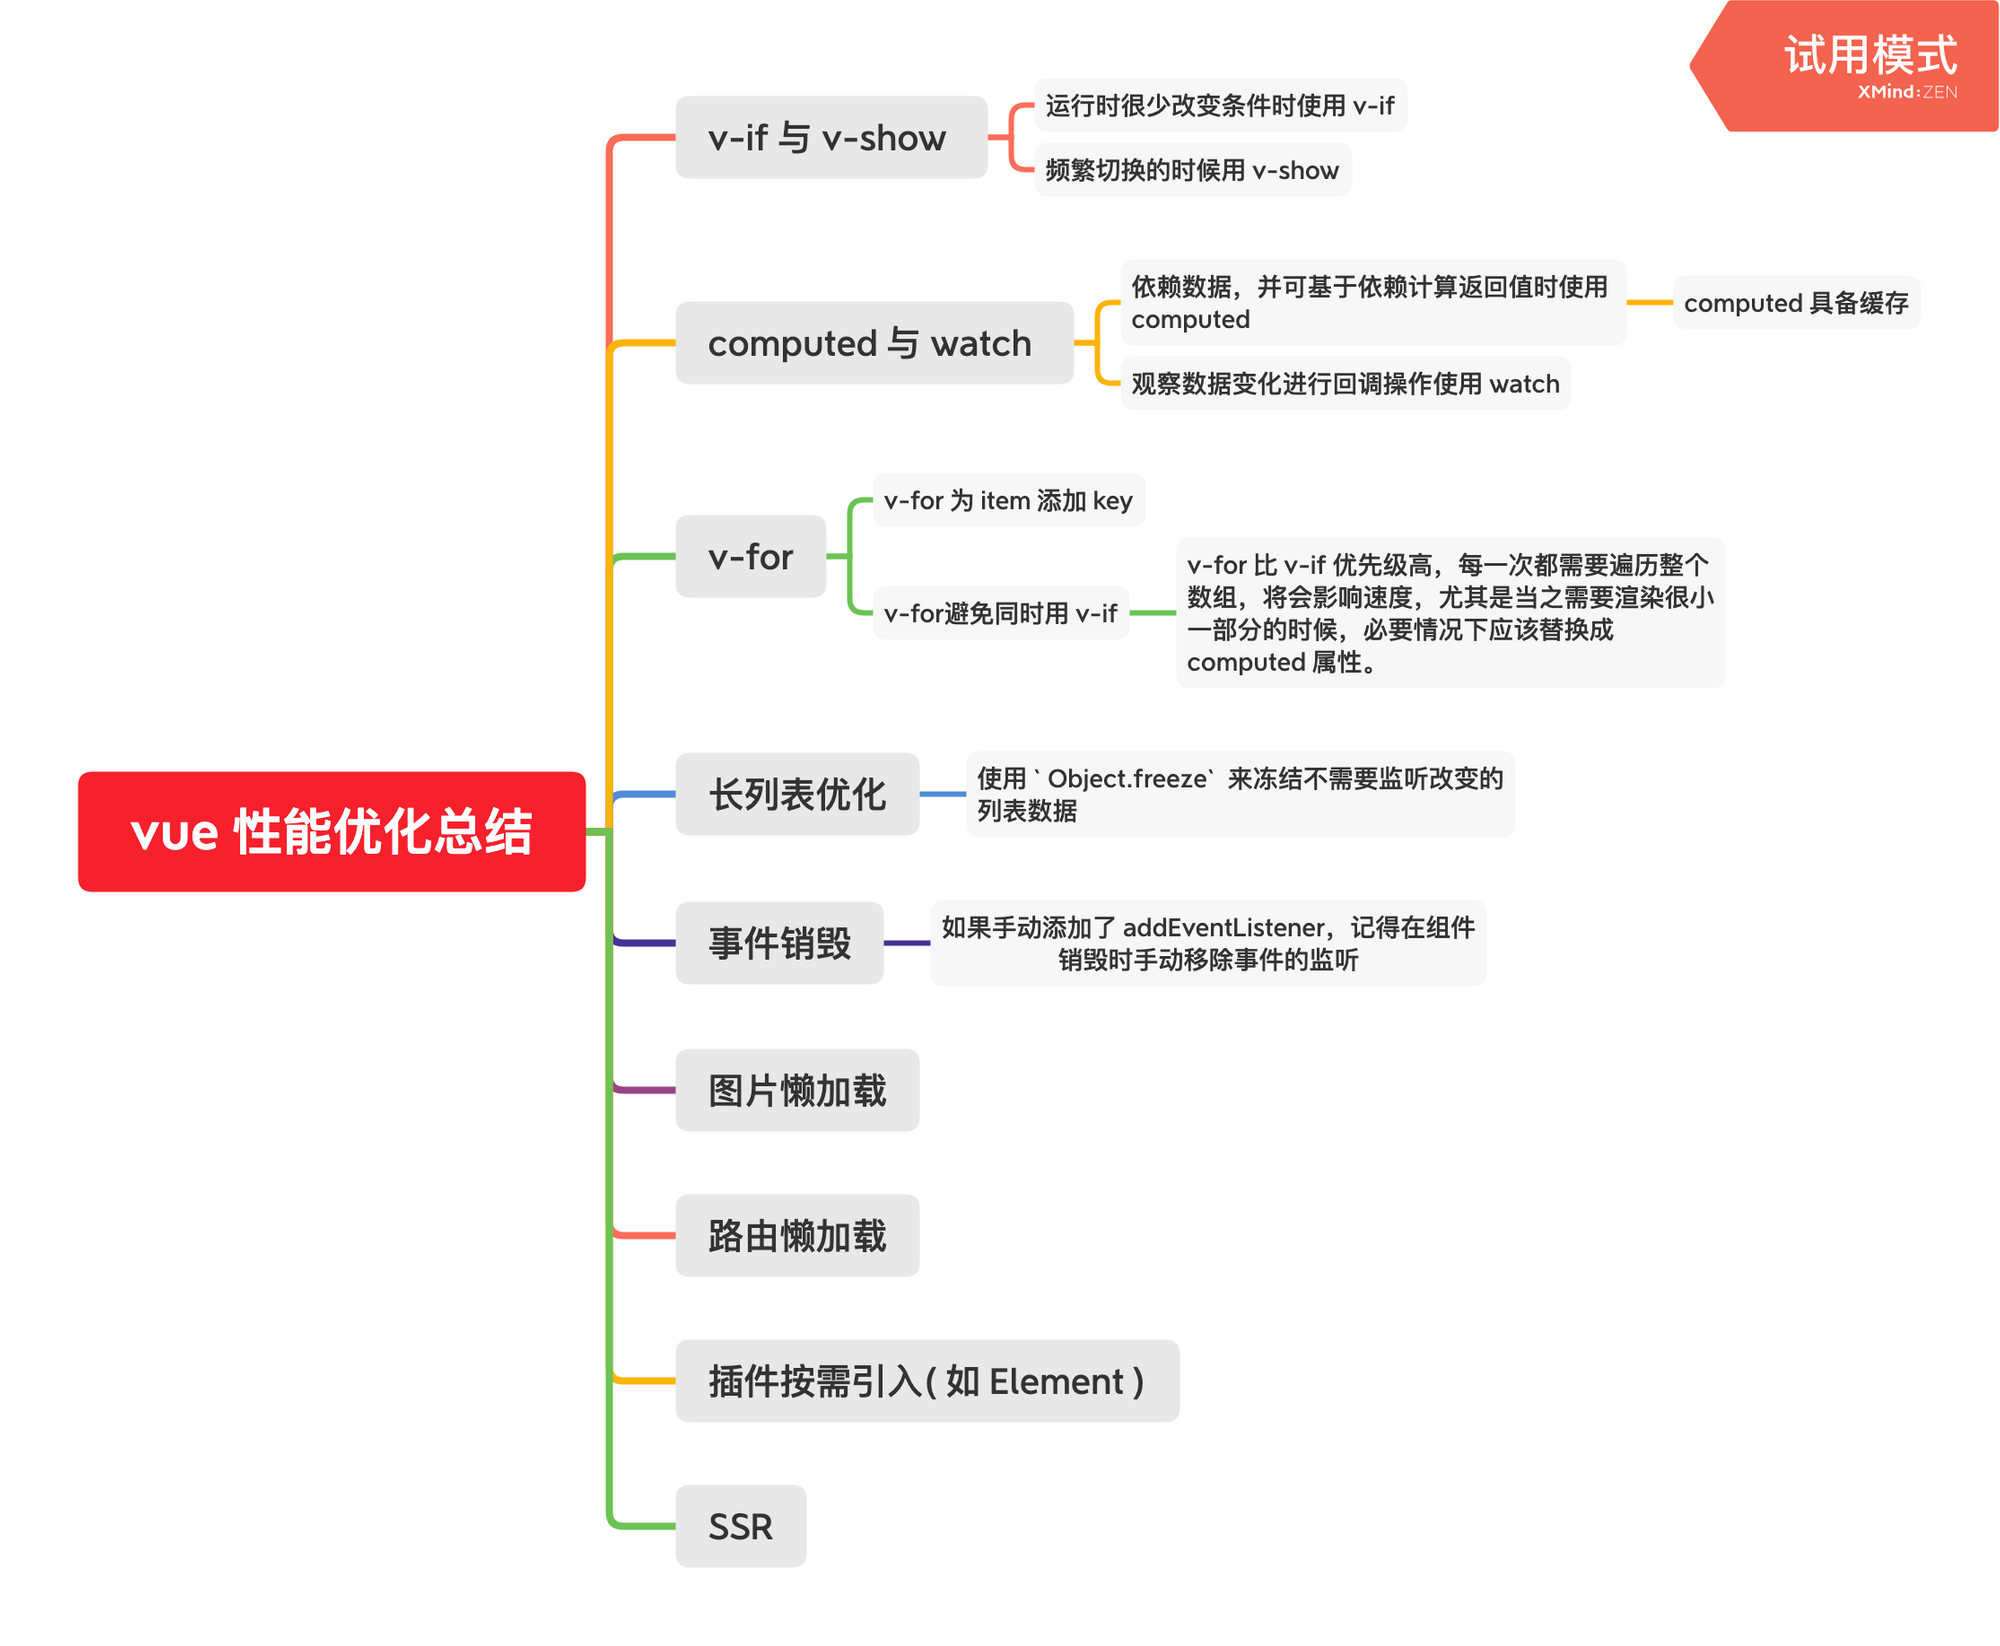 试用模式
XMind:ZEN
v-if 与 v-show
运行时很少改变条件时使用 v-if
频繁切换的时候用 v-show
computed 与 watch
依赖数据，并可基于依赖计算返回值时使用
computed
computed 具备缓存
观察数据变化进行回调操作使用 watch
v-for
v-for 为 item 添加 key
v-for避免同时用 v-if
v-for 比 v-if 优先级高，每一次都需要遍历整个
数组，将会影响速度，尤其是当之需要渲染很小
一部分的时候，必要情况下应该替换成
computed 属性。
vue 性能优化总结
长列表优化
使用 ` Object.freeze` 来冻结不需要监听改变的
列表数据
事件销毁
如果手动添加了 addEventListener，记得在组件
销毁时手动移除事件的监听
图片懒加载
路由懒加载
插件按需引入( 如 Element )
SSR